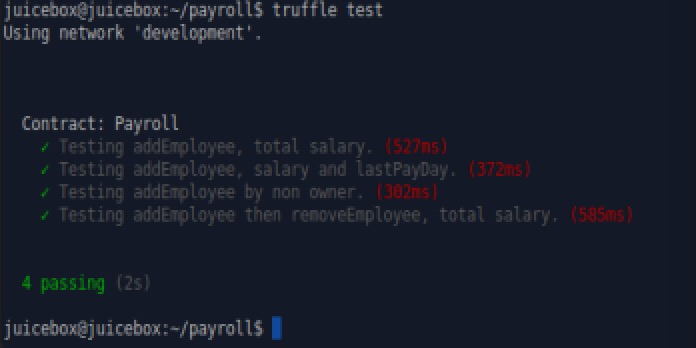 juicebox@juicebox:~/payroll$ truffle test
Using network 'development'.
Contract: Payroll
✓ Testing addEmployee, total salary. (527ms)
✓ Testing addEmployee, salary and lastPayDay. (372ms)
✓ Testing addEmployee by non owner. (302ms)
✓ Testing addEmployee then removeEmployee, total salary. (585ms)
4 passing (2s)
juicebox@juicebox:~/payroll$